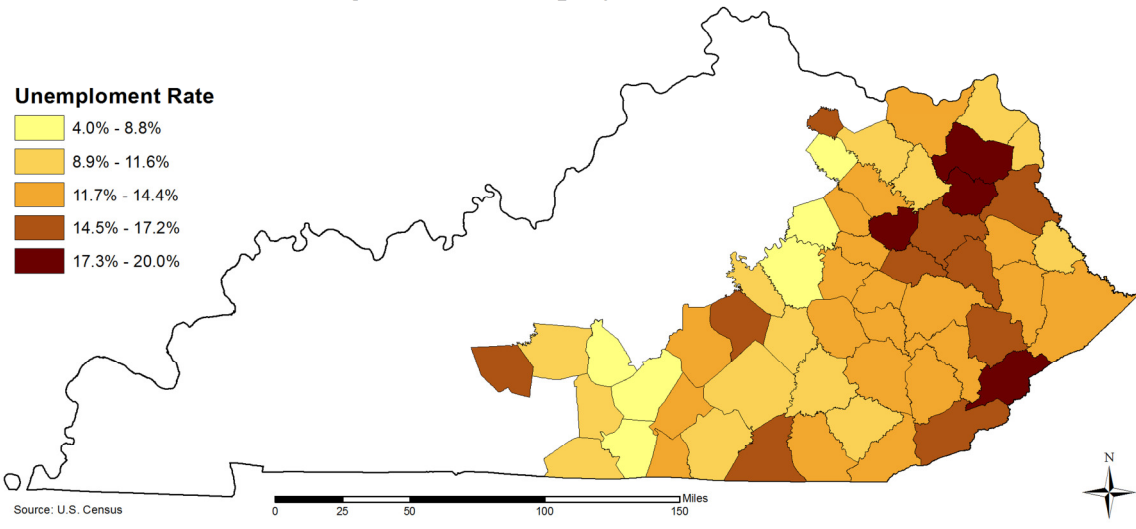 Unemploment Rate
4.0% - 8.8%
8.9% - 11.6%
11.7% - 14.4%
14.5% - 17.2%
17.3% - 20.0%
N
Miles
0 25 50 100 150
Source: U.S. Census